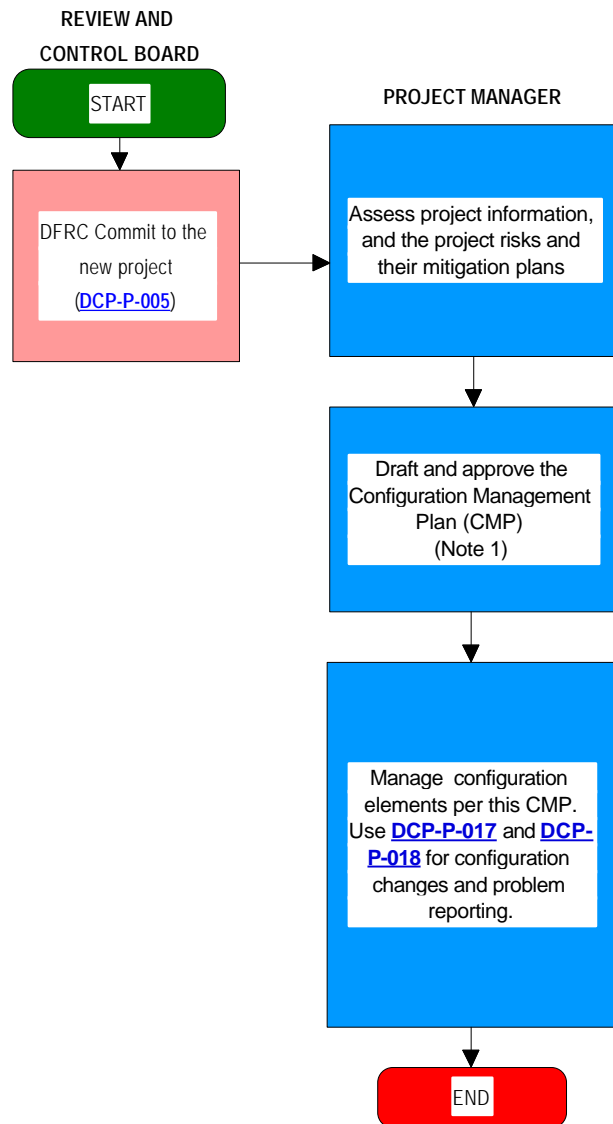 REVIEW AND
CONTROL BOARD
START
DFRC Commit to the
new project
(DCP-P-005)
PROJECT MANAGER
Assess project information,
and the project risks and
their mitigation plans
Draft and approve the
Configuration Management
Plan (CMP)
(Note 1)
Manage configuration
elements per this CMP.
Use DCP-P-017 and DCP-
P-018 for configuration
changes and problem
reporting.
END